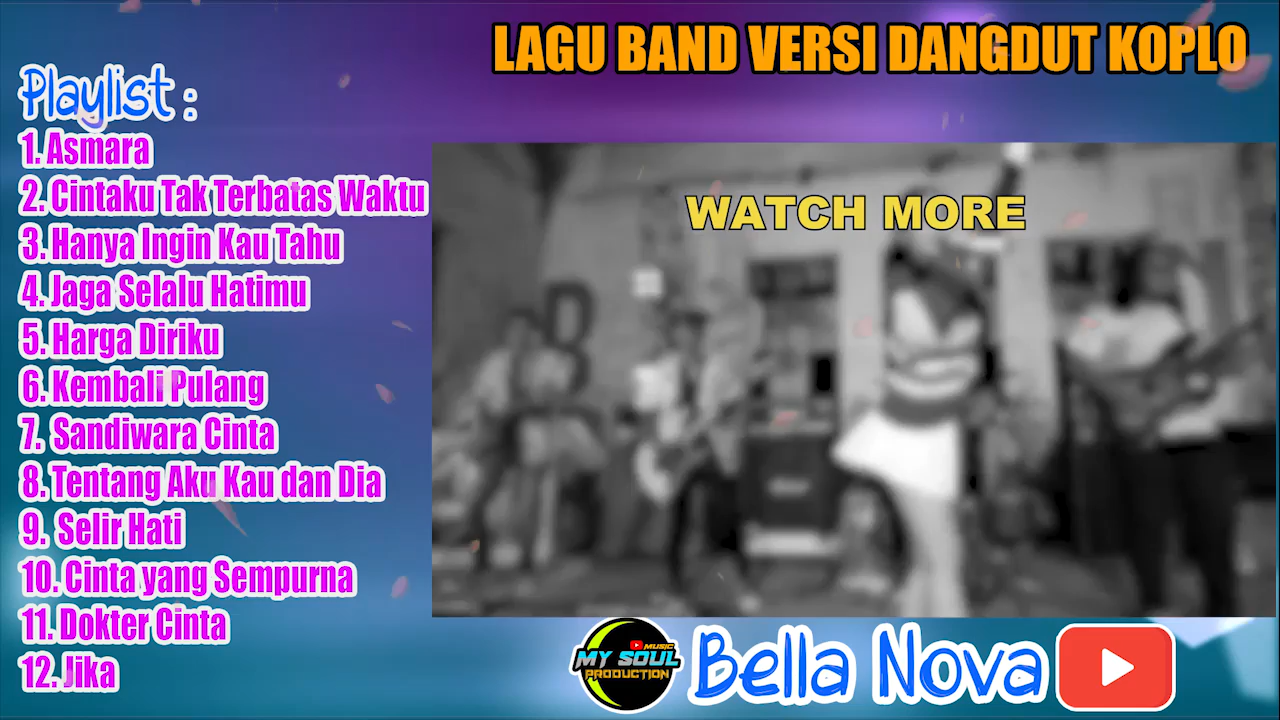 LAGU BAND VERSI DANGDUT KOPLO
Playlist :
1. Asmara
2. Cintaku Tak Terbatas Waktu
3. Hanya Ingin Kau Tahu
4. Jaga Selalu Hatimu
5. Harga Diriku
6. Kembali Pulang
7. Sandiwara Cinta
8. Tentang Aku Kau dan Dia
9. Selir Hati
10. Cinta yang Sempurna
11. Dokter Cinta
12. Jika
WATCH MORE
MUSIC
MY SOUL
PRODUCTION
Bella Nova